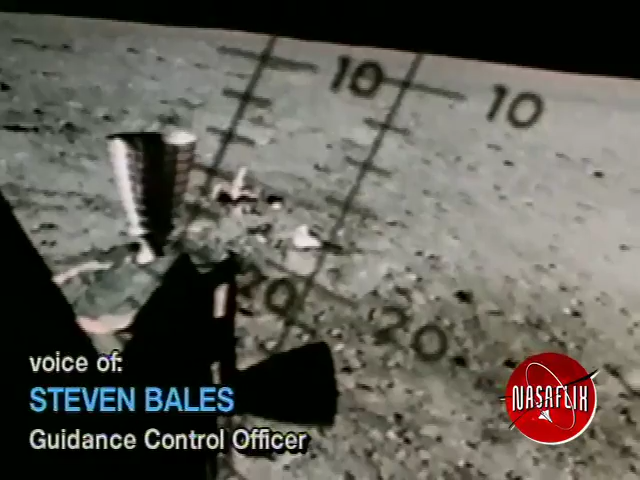 10 10
20 20
voice of:
STEVEN BALES
Guidance Control Officer
NASAFLIX